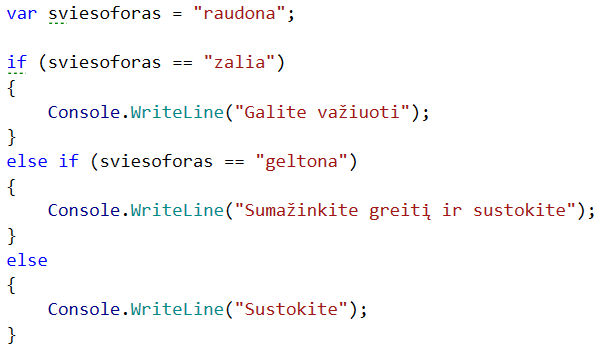 var sviesoforas = "raudona";
if (sviesoforas == "zalia")
{
    Console.WriteLine("Galite važiuoti");
}
else if (sviesoforas == "geltona")
{
    Console.WriteLine("Sumažinkite greitį ir sustokite");
}
else
{
    Console.WriteLine("Sustokite");
}